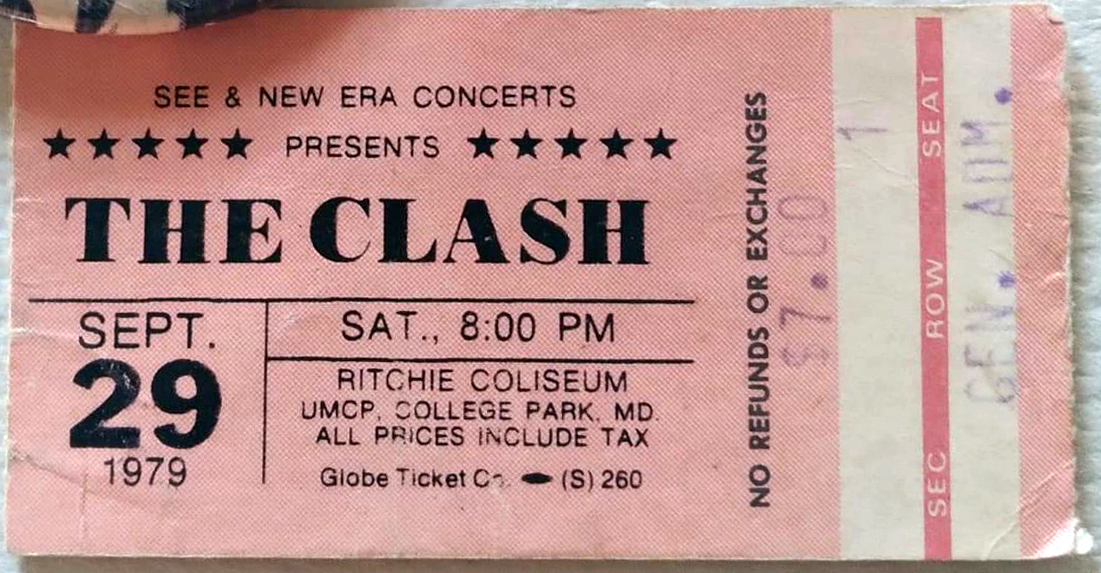 SEE & NEW ERA CONCERTS
★★★★★ PRESENTS ★★★★★
THE CLASH
SEPT.
29
1979
SAT., 8:00 PM
RITCHIE COLISEUM
UMCP, COLLEGE PARK, MD.
ALL PRICES INCLUDE TAX
Globe Ticket Co. (S) 260
NO REFUNDS OR EXCHANGES
$7.00
1
SEC ROW SEAT
GEN. ADM.